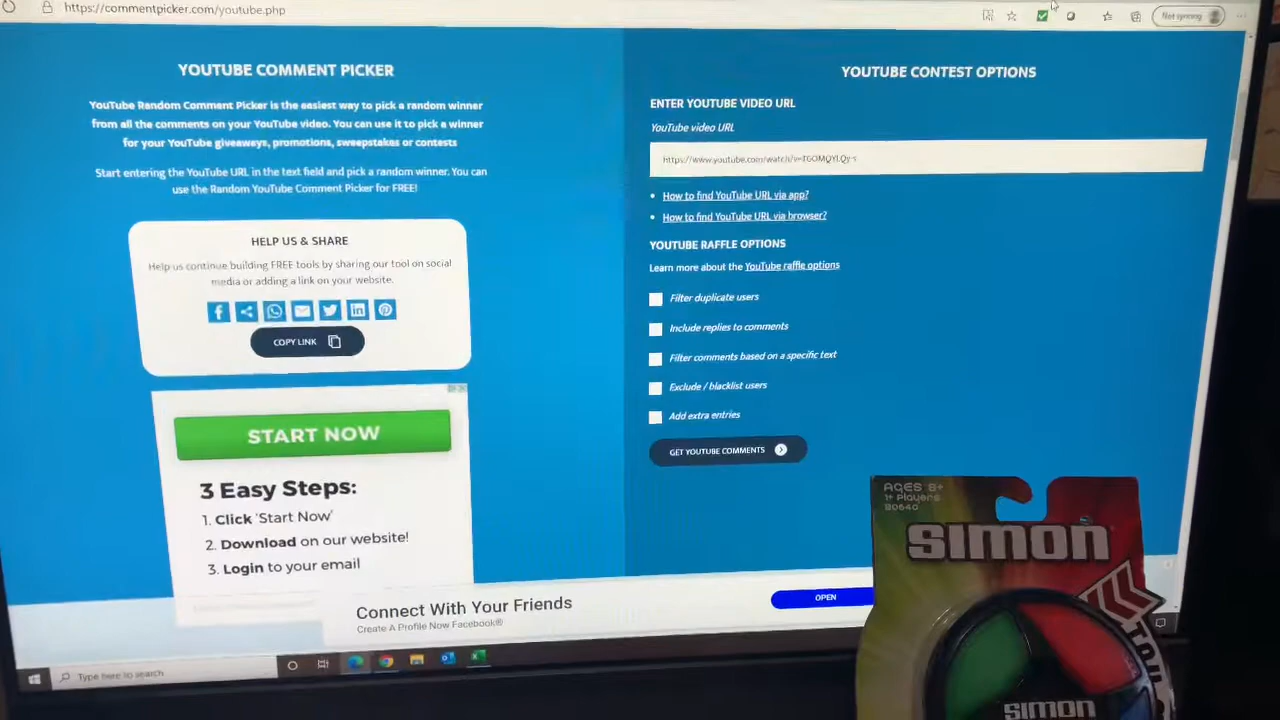 https://commentpicker.com/youtube.php
Not syncing
YOUTUBE COMMENT PICKER
YouTube Random Comment Picker is the easiest way to pick a random winner
from all the comments on your YouTube video. You can use it to pick a winner
for your YouTube giveaways, promotions, sweepstakes or contests
Start entering the YouTube URL in the text field and pick a random winner. You can
use the Random YouTube Comment Picker for FREE!
HELP US & SHARE
Help us continue building FREE tools by sharing our tool on social
media or adding a link on your website.
COPY LINK
START NOW
3 Easy Steps:
1. Click 'Start Now'
2. Download on our website!
3. Login to your email
YOUTUBE CONTEST OPTIONS
ENTER YOUTUBE VIDEO URL
YouTube video URL
• How to find YouTube URL via app?
• How to find YouTube URL via browser?
YOUTUBE RAFFLE OPTIONS
Learn more about the YouTube raffle options
Filter duplicate users
Include replies to comments
Filter comments based on a specific text
Exclude / blacklist users
Add extra entries
GET YOUTUBE COMMENTS
Connect With Your Friends
Create A Profile Now Facebook®
OPEN
Type here to search
AGES 8+
1+ Players
B0640
SIMON
SIMON